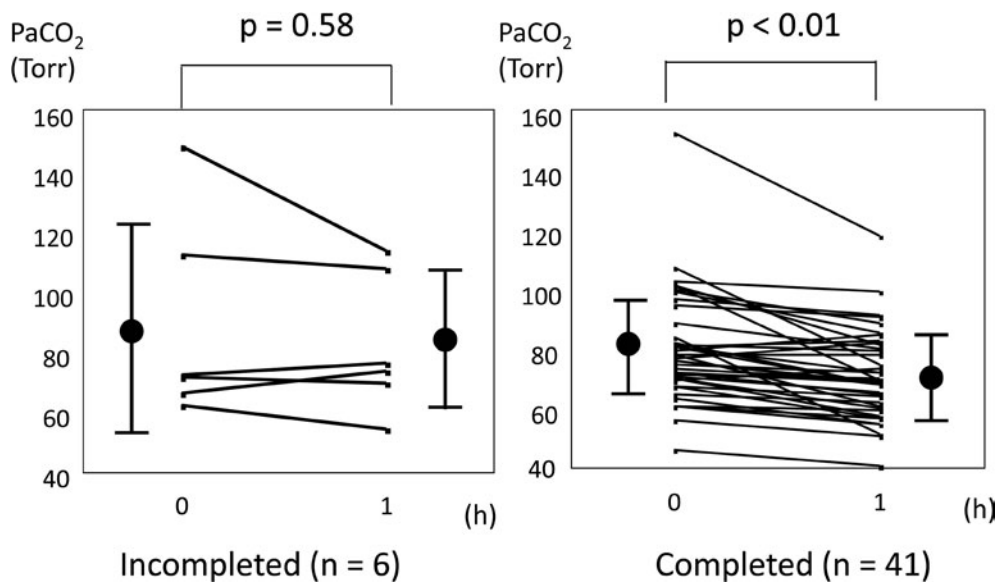 PaCO₂
(Torr)
p = 0.58
160
140
120
100
80
60
40
0 1 (h)
Incompleted (n = 6)
PaCO₂
(Torr)
p < 0.01
160
140
120
100
80
60
40
0 1 (h)
Completed (n = 41)